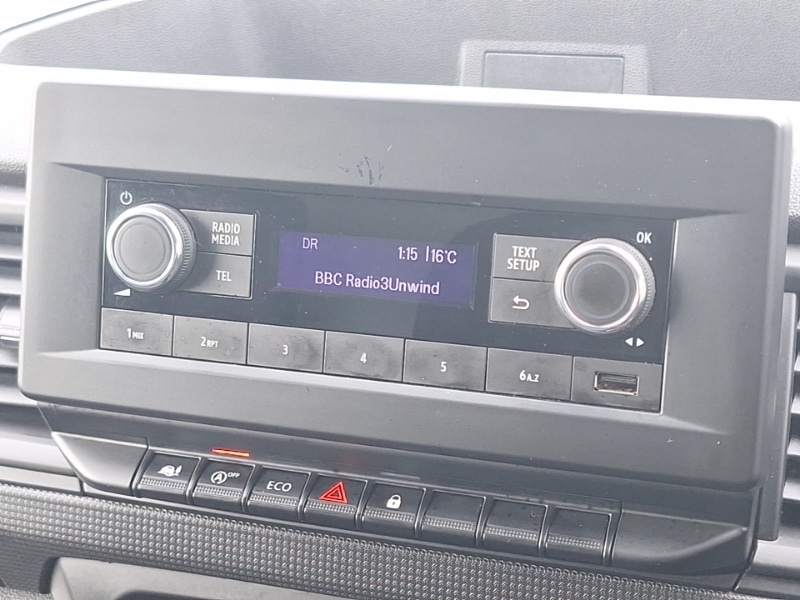 RADIO
MEDIA
TEL
DR
1:15 16°C
BBC Radio3Unwind
TEXT
SETUP
OK
1 MIX
2 RPT
3
4
5
6 A.Z
A OFF
ECO